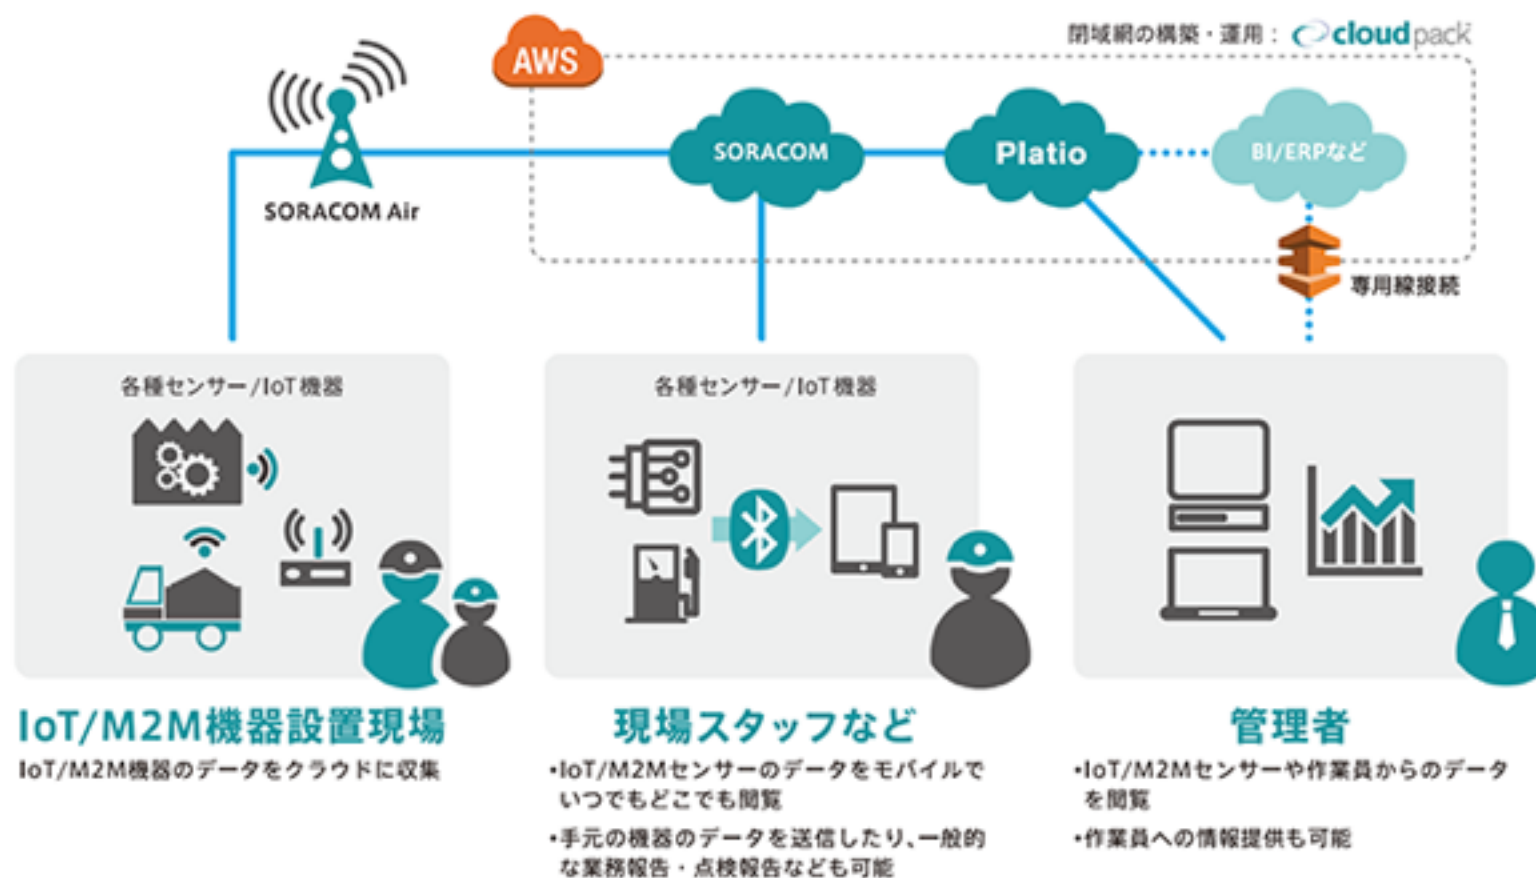 閉域網の構築・運用： cloudpack
AWS
SORACOM
Platio
BI/ERPなど
SORACOM Air
専用線接続
各種センサー/IoT機器
各種センサー/IoT機器
IoT/M2M機器設置現場
IoT/M2M機器のデータをクラウドに収集
現場スタッフなど
•IoT/M2Mセンサーのデータをモバイルで
いつでもどこでも閲覧
•手元の機器のデータを送信したり、一般的
な業務報告・点検報告なども可能
管理者
•IoT/M2Mセンサーや作業員からのデータ
を閲覧
•作業員への情報提供も可能